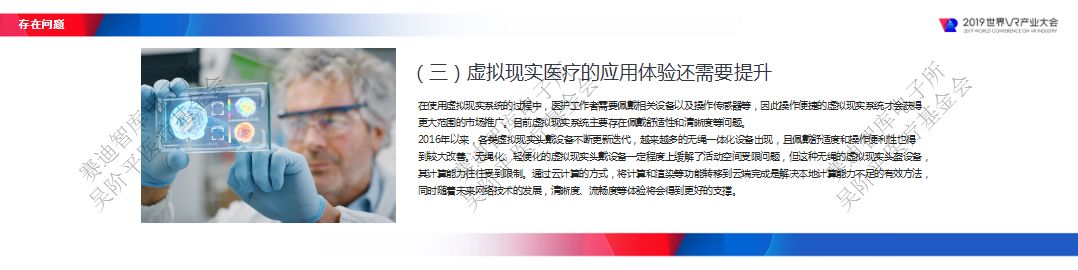 存在问题
2019世界VR产业大会
2019 WORLD CONFERENCE ON VR INDUSTRY
（三）虚拟现实医疗的应用体验还需要提升
在使用虚拟现实系统的过程中，医护工作者需要佩戴相关设备以及操作传感器等，因此操作便捷的虚拟现实系统才会获得
更大范围的市场推广。目前虚拟现实系统主要存在佩戴舒适性和清晰度等问题。
2016年以来，各类虚拟现实头戴设备不断更新迭代，越来越多的无绳一体化设备出现，且佩戴舒适度和操作便利性也得
到较大改善。无绳化、轻便化的虚拟现实头戴设备一定程度上缓解了活动空间受限问题，但这种无绳的虚拟现实头盔设备，
其计算能力往往受到限制。通过云计算的方式，将计算和渲染等功能转移到云端完成是解决本地计算能力不足的有效方法，
同时随着未来网络技术的发展，清晰度、流畅度等体验将会得到更好的支撑。
赛迪智库电子所
吴阶平医学基金会